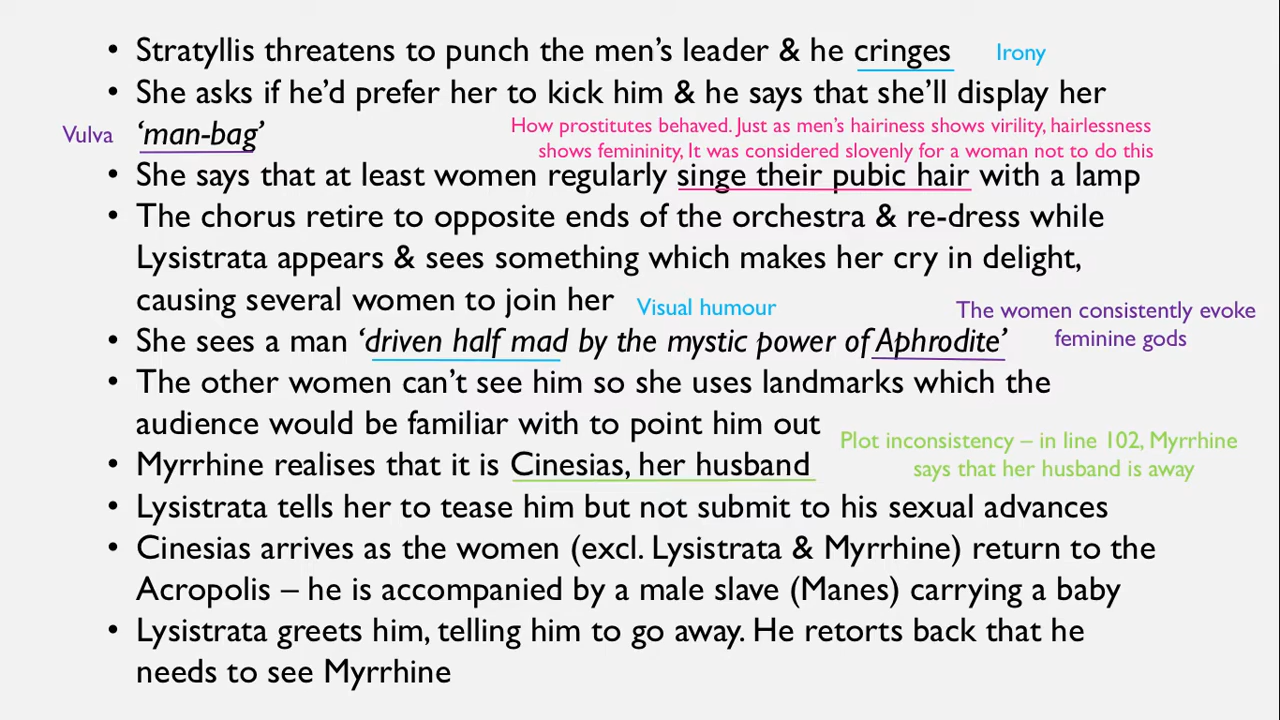 • Stratyllis threatens to punch the men's leader & he cringes Irony
• She asks if he'd prefer her to kick him & he says that she'll display her
Vulva 'man-bag'
How prostitutes behaved. Just as men's hairiness shows virility, hairlessness
shows femininity, It was considered slovenly for a woman not to do this
• She says that at least women regularly singe their pubic hair with a lamp
• The chorus retire to opposite ends of the orchestra & re-dress while
Lysistrata appears & sees something which makes her cry in delight,
causing several women to join her
Visual humour
The women consistently evoke
feminine gods
• She sees a man 'driven half mad by the mystic power of Aphrodite'
• The other women can't see him so she uses landmarks which the
audience would be familiar with to point him out
Plot inconsistency – in line 102, Myrrhine
says that her husband is away
• Myrrhine realises that it is Cinesias, her husband
• Lysistrata tells her to tease him but not submit to his sexual advances
• Cinesias arrives as the women (excl. Lysistrata & Myrrhine) return to the
Acropolis – he is accompanied by a male slave (Manes) carrying a baby
• Lysistrata greets him, telling him to go away. He retorts back that he
needs to see Myrrhine